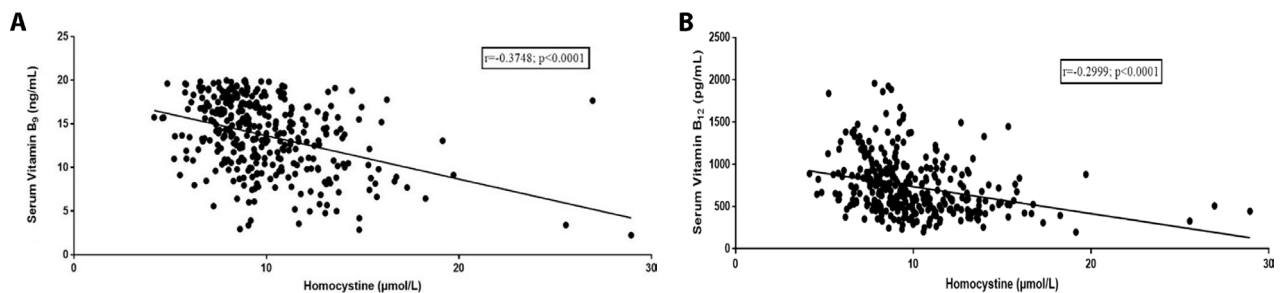 A
25
20
15
10
5
0
Serum Vitamin B₉ (ng/mL)
r=-0.3748; p<0.0001
0
10
20
30
Homocystine (µmol/L)
B
2500
2000
1500
1000
500
0
Serum Vitamin B₁₂ (pg/mL)
r=-0.2999; p<0.0001
0
10
20
30
Homocystine (µmol/L)